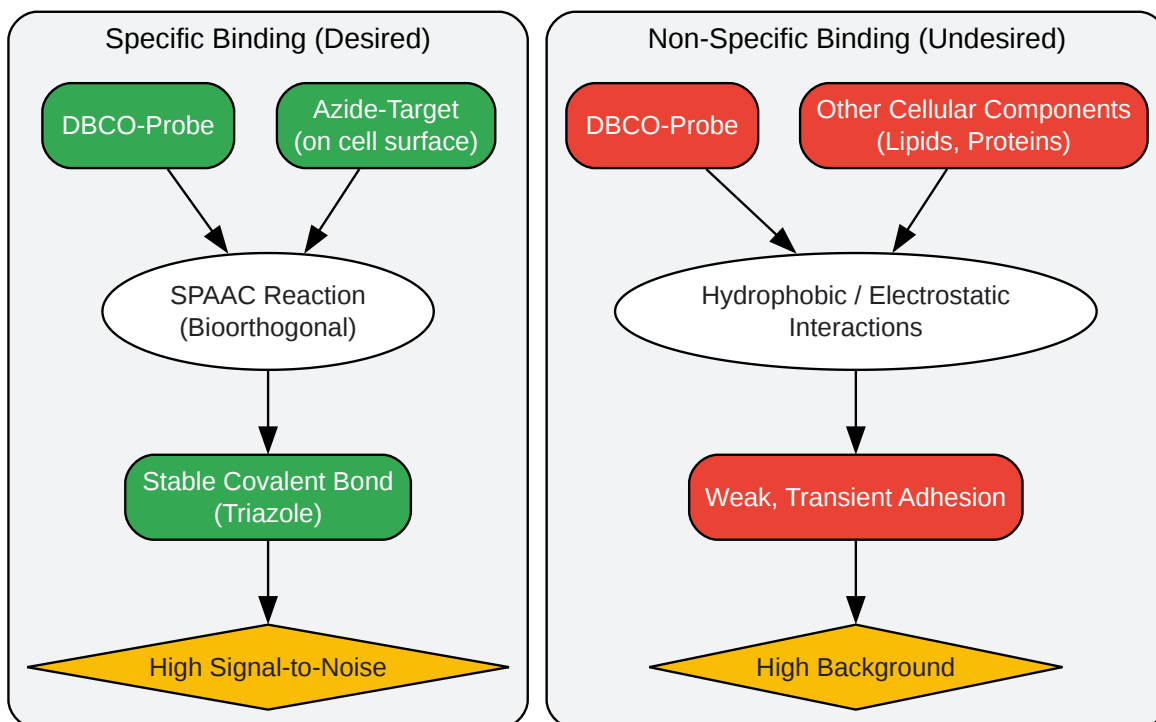 Specific Binding (Desired)
DBCO-Probe
Azide-Target
(on cell surface)
SPAAC Reaction
(Bioorthogonal)
Stable Covalent Bond
(Triazole)
High Signal-to-Noise
Non-Specific Binding (Undesired)
DBCO-Probe
Other Cellular Components
(Lipids, Proteins)
Hydrophobic / Electrostatic
Interactions
Weak, Transient Adhesion
High Background